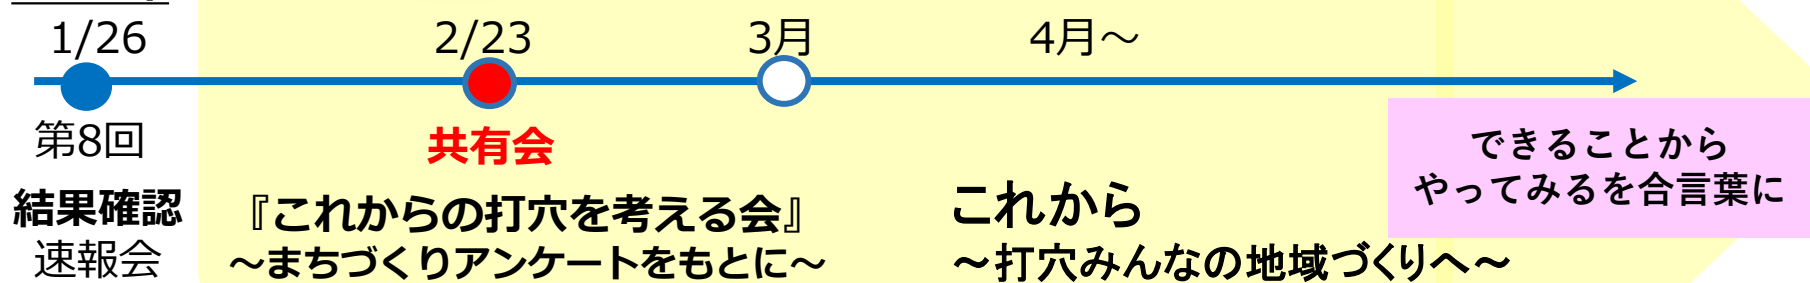 1/26
2/23
3月
4月～
第8回
共有会
結果確認
速報会
『これからの打穴を考える会』
～まちづくりアンケートをもとに～
これから
～打穴みんなの地域づくりへ～
できることから
やってみるを合言葉に